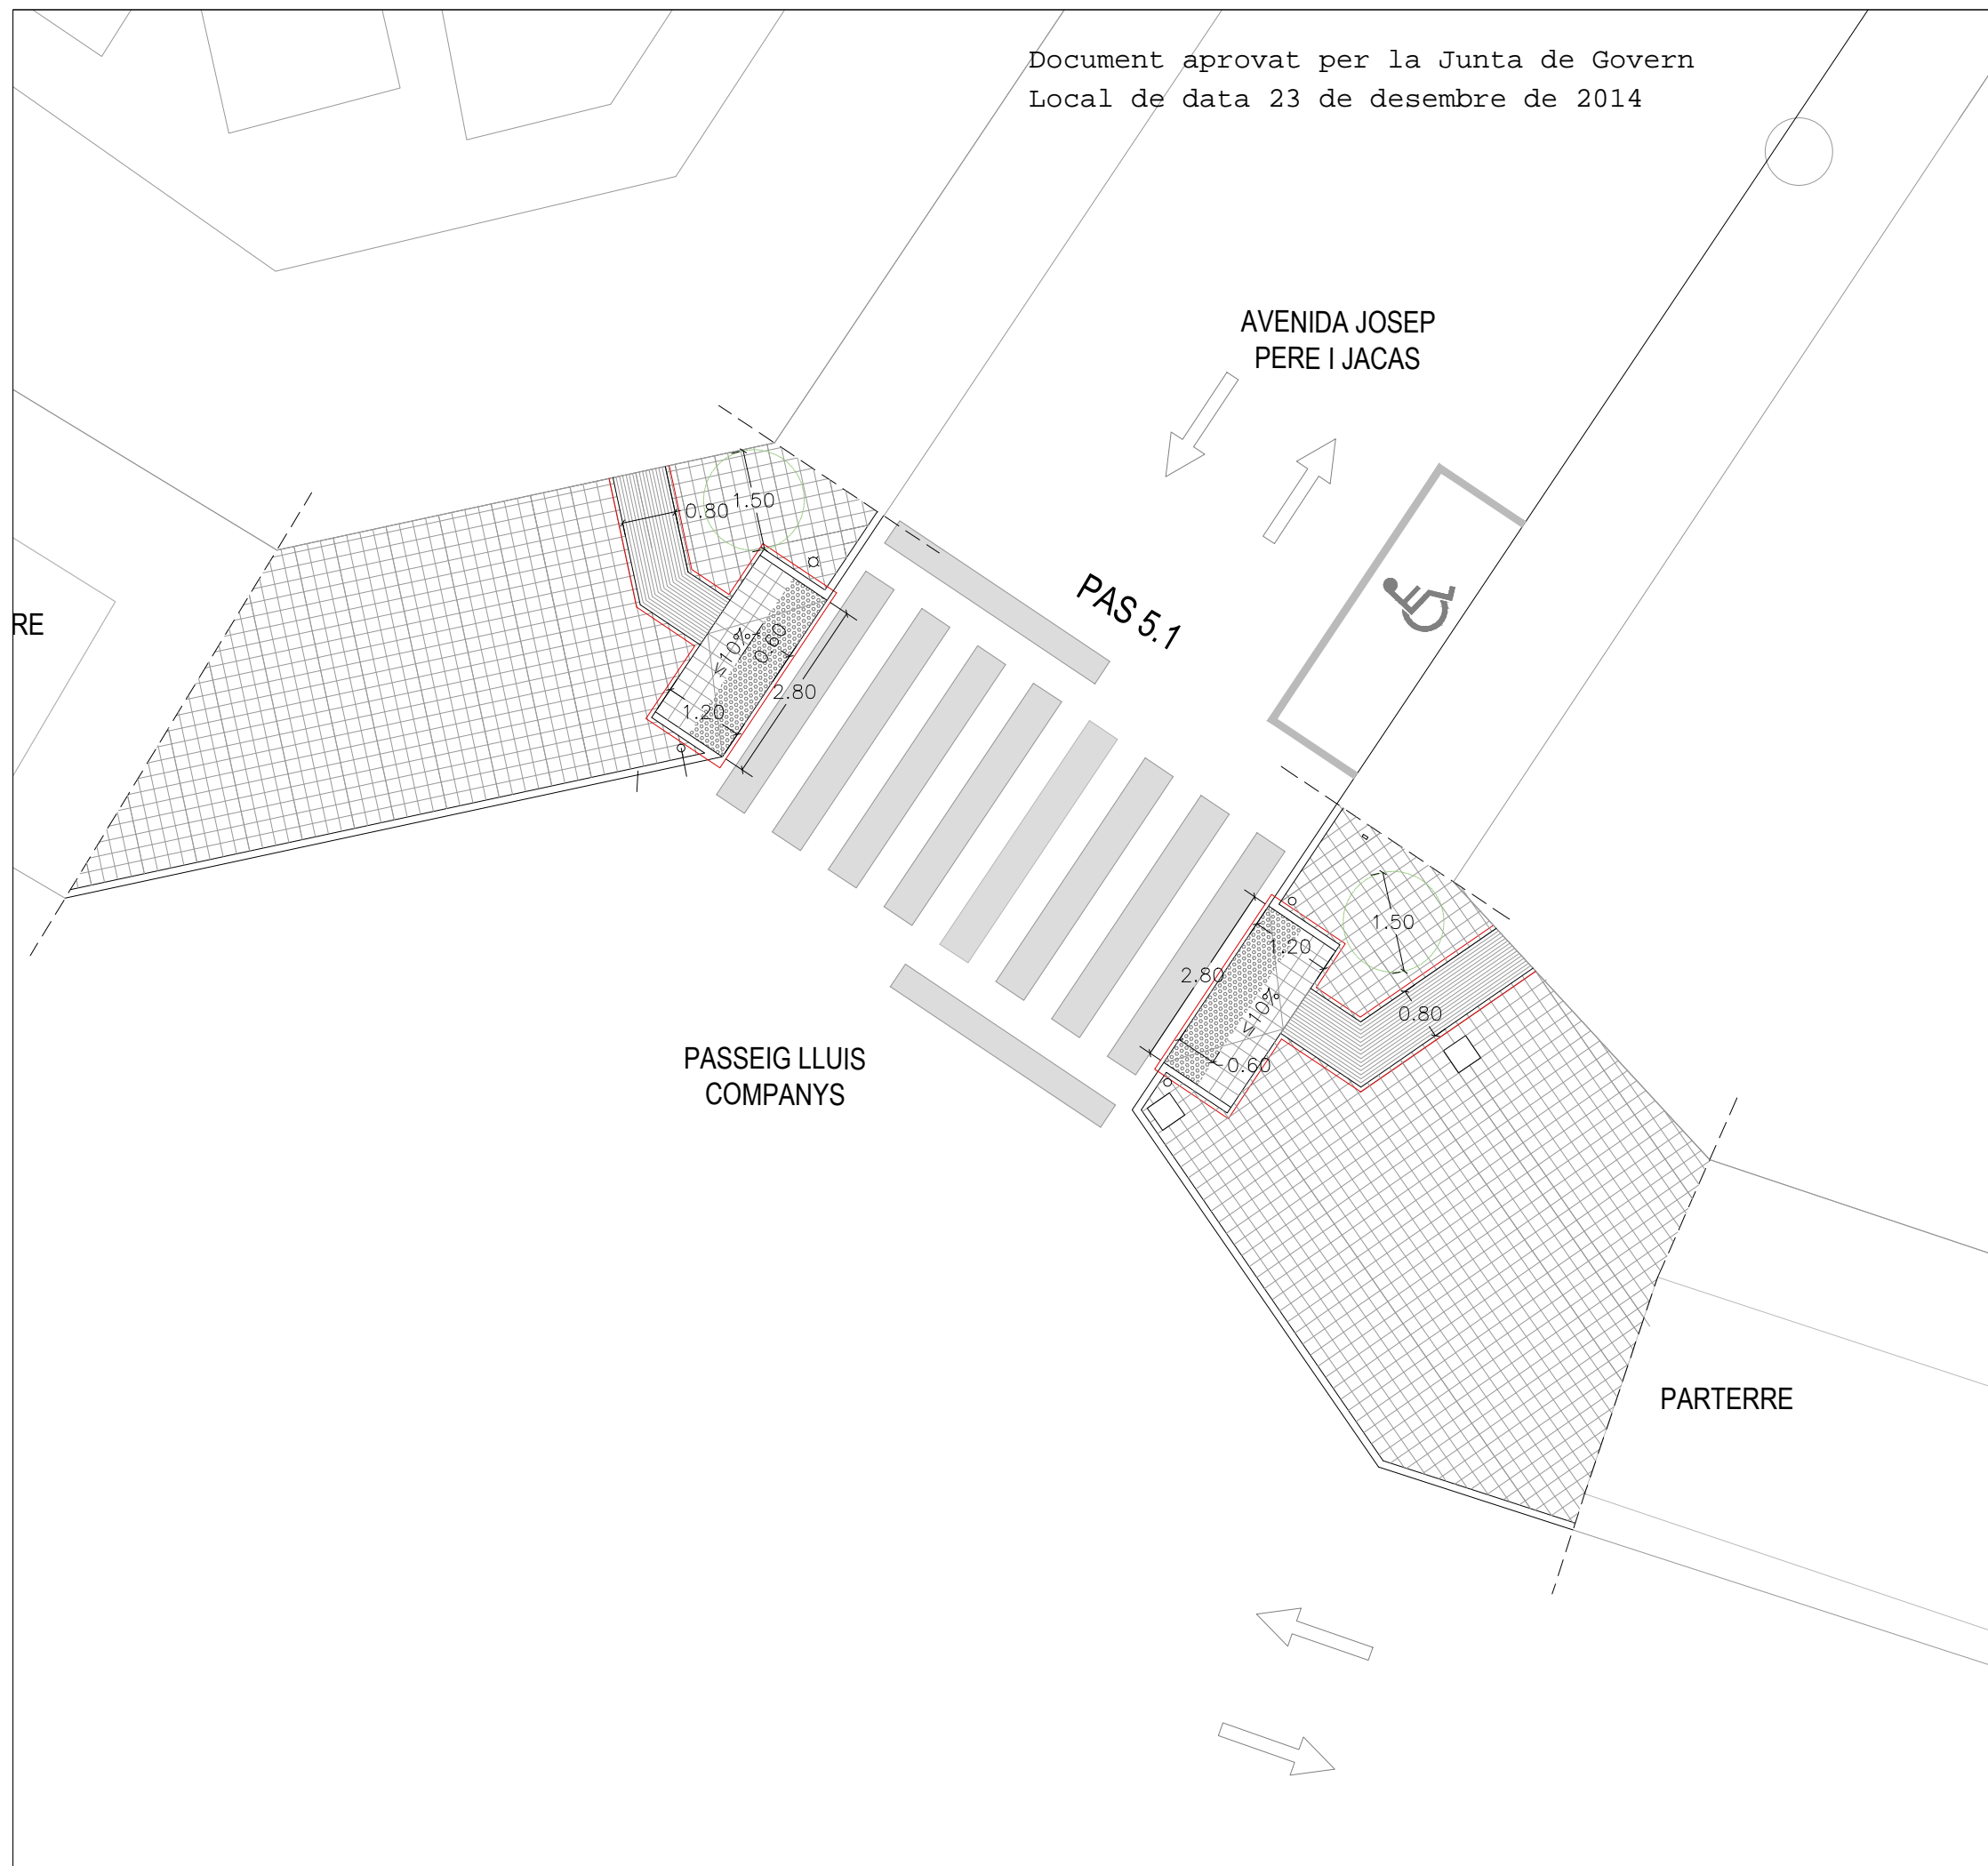 Document aprovat per la Junta de Govern
Local de data 23 de desembre de 2014
AVENIDA JOSEP
PERE I JACAS
1.50
0.80
PAS 5.1
RE
≤10%
0.60
2.80
1.20
1.50
1.20
2.80
≤10%
0.80
0.60
PASSEIG LLUIS
COMPANYS
PARTERRE